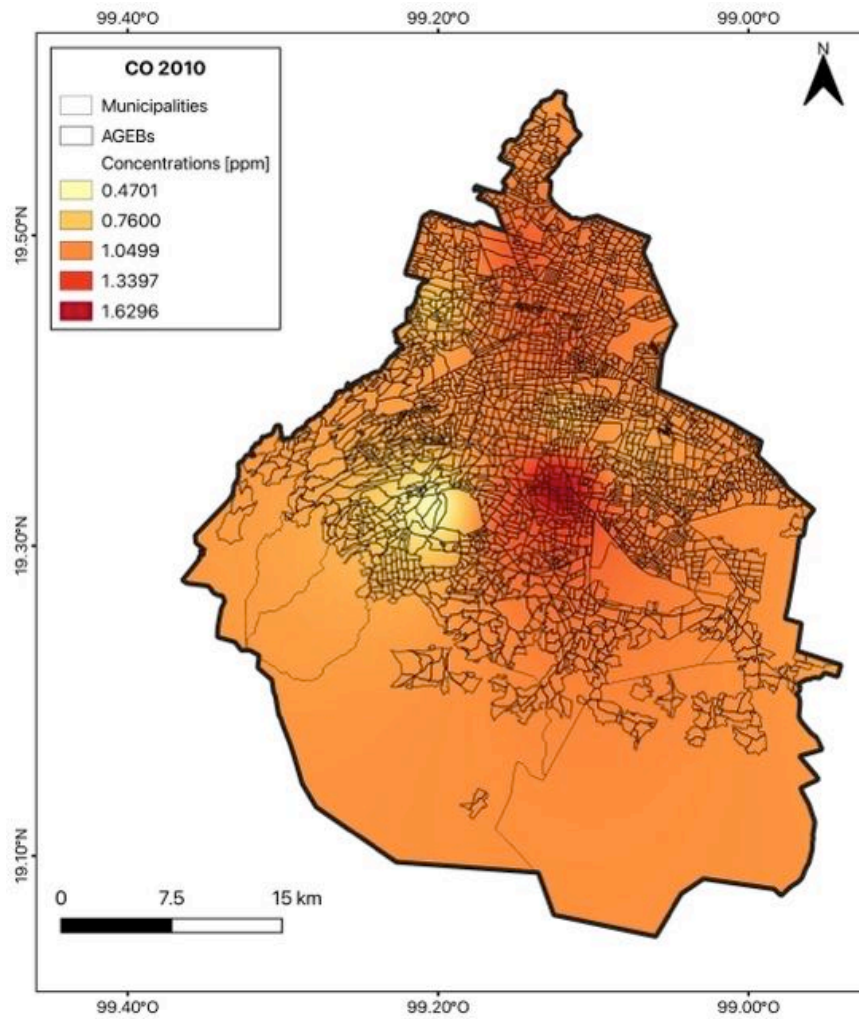 99.40°O 99.20°O 99.00°O
N
CO 2010
Municipalities
AGEBs
Concentrations [ppm]
0.4701
0.7600
1.0499
1.3397
1.6296
19.50°N
19.30°N
19.10°N
0 7.5 15 km
99.40°O 99.20°O 99.00°O